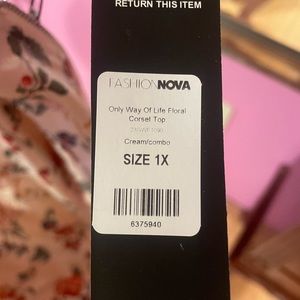 RETURN THIS ITEM
FASHIONNOVA
Only Way Of Life Floral
Corset Top
Cream/combo
SIZE 1X
6375940